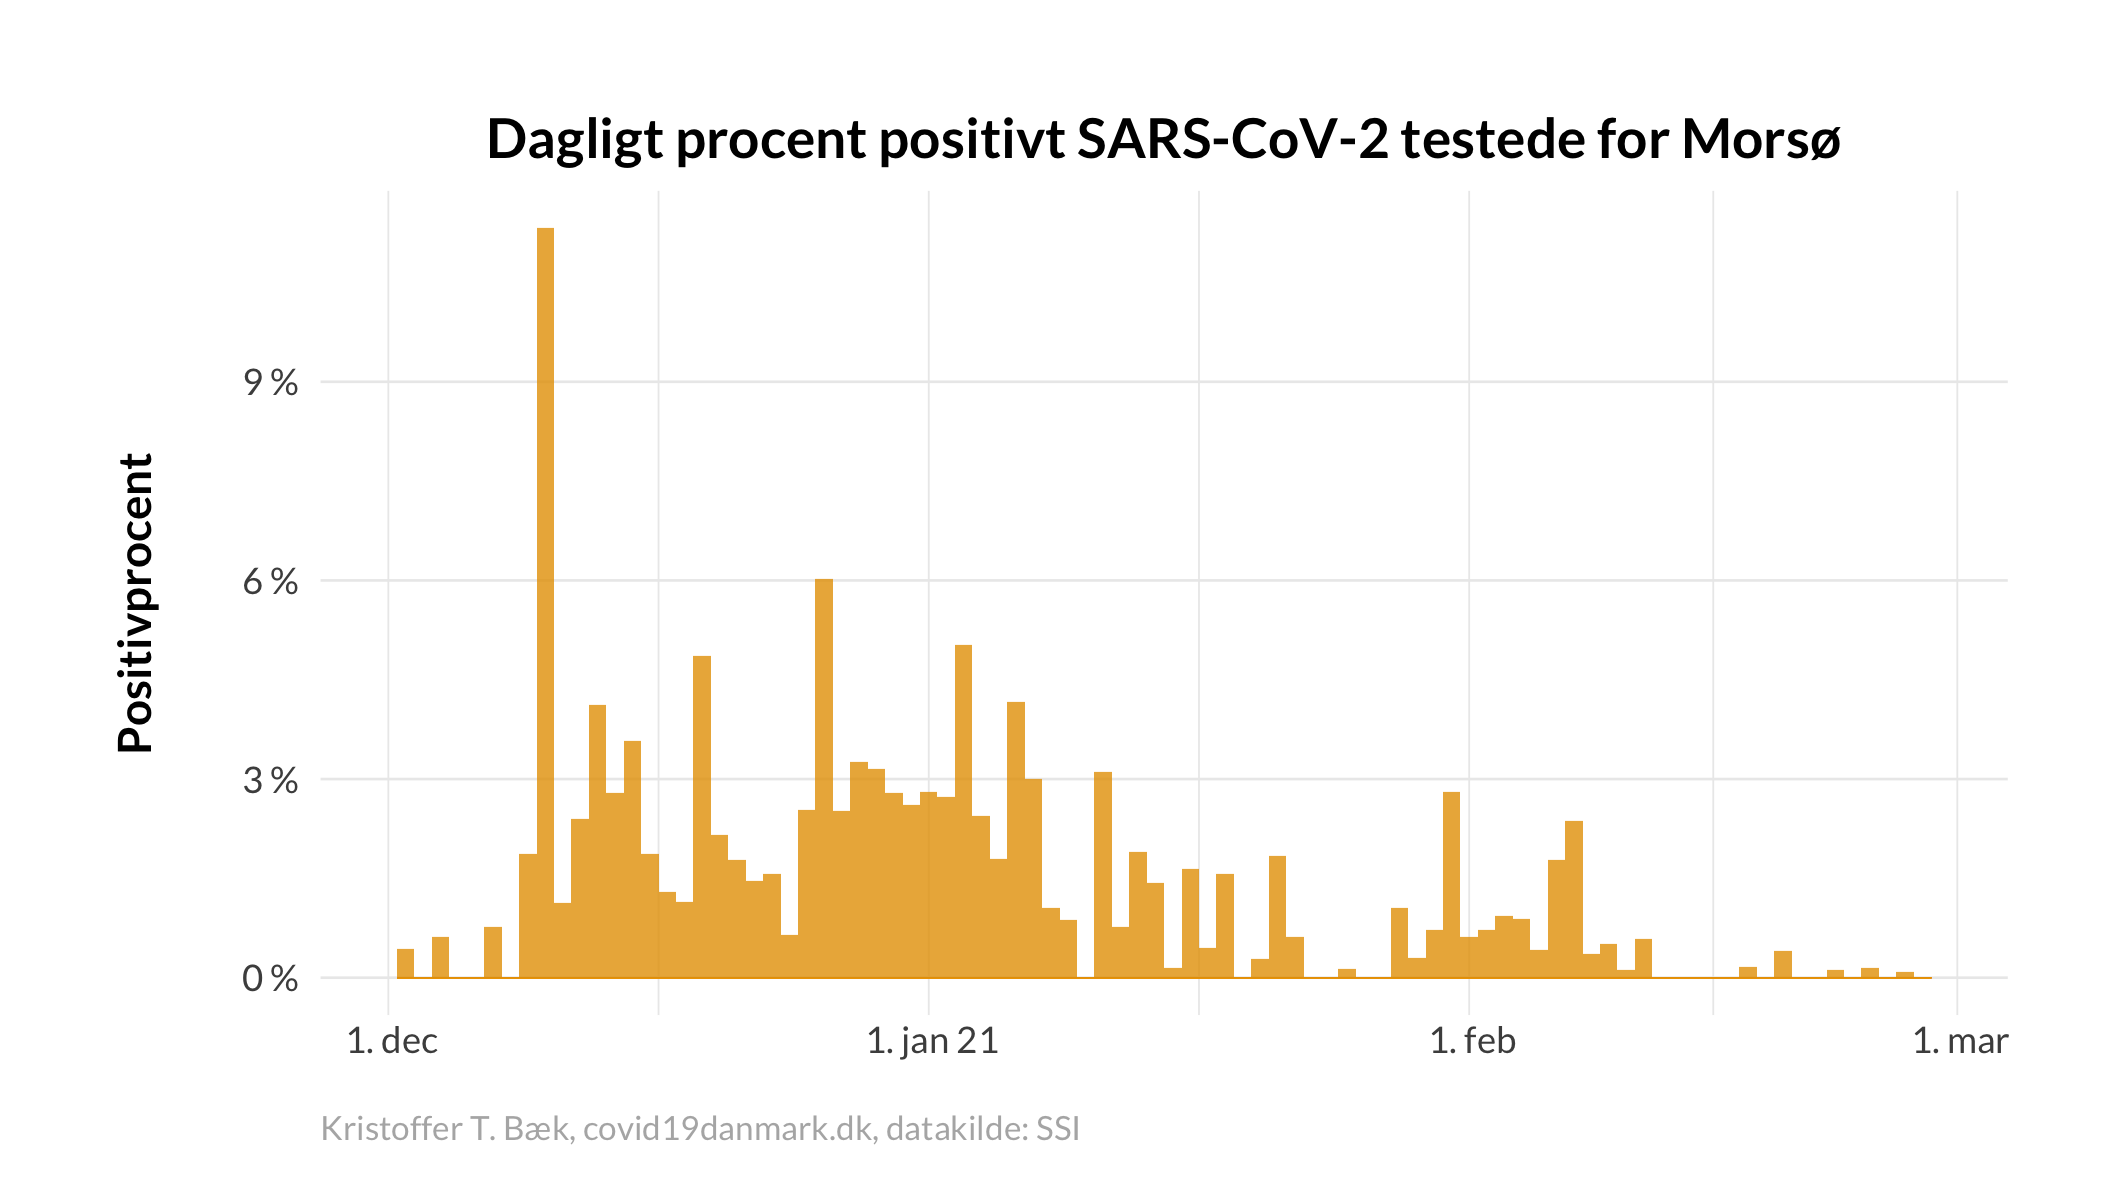 Dagligt procent positivt SARS-CoV-2 testede for Morsø
Positivprocent
9 %
6 %
3 %
0 %
1. dec
1. jan 21
1. feb
1. mar
Kristoffer T. Bæk, covid19danmark.dk, datakilde: SSI